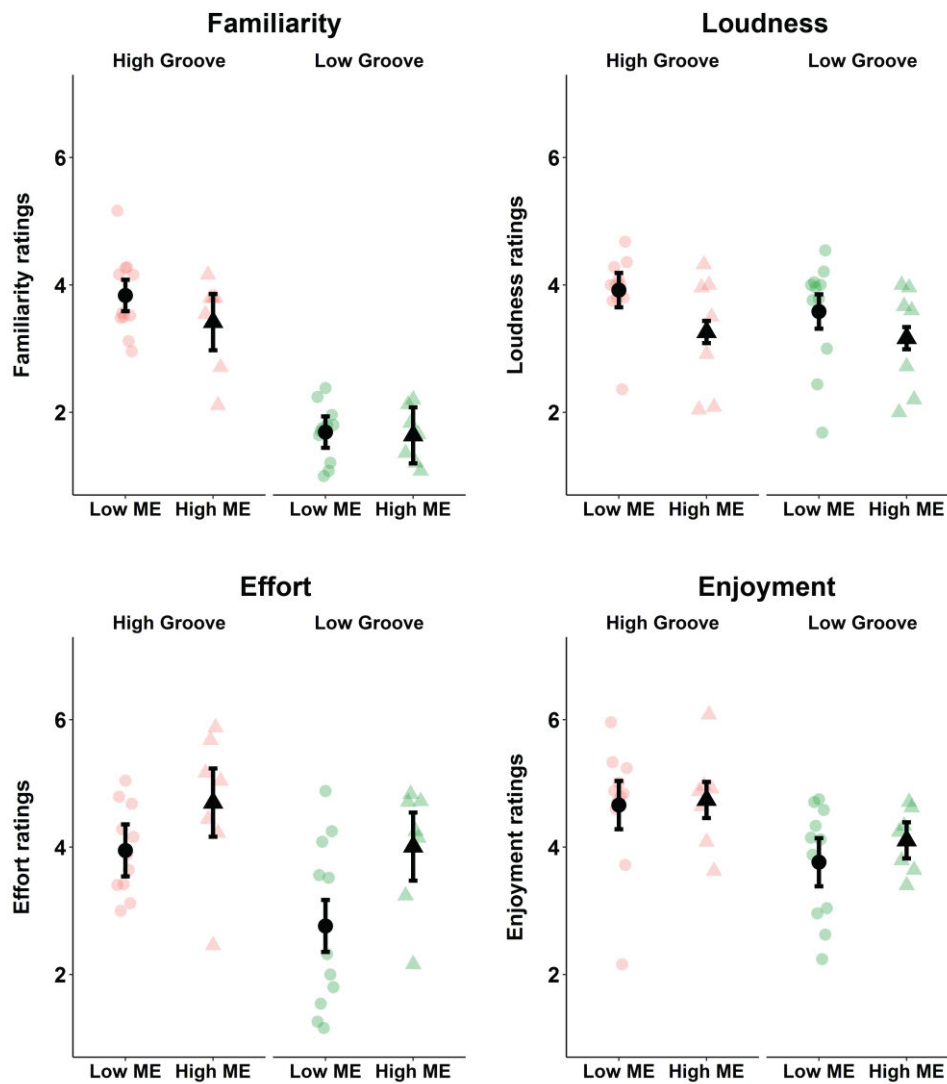 Familiarity
High Groove Low Groove
Familiarity ratings
6
4
2
Low ME High ME Low ME High ME
Loudness
High Groove Low Groove
Loudness ratings
6
4
2
Low ME High ME Low ME High ME
Effort
High Groove Low Groove
Effort ratings
6
4
2
Low ME High ME Low ME High ME
Enjoyment
High Groove Low Groove
Enjoyment ratings
6
4
2
Low ME High ME Low ME High ME